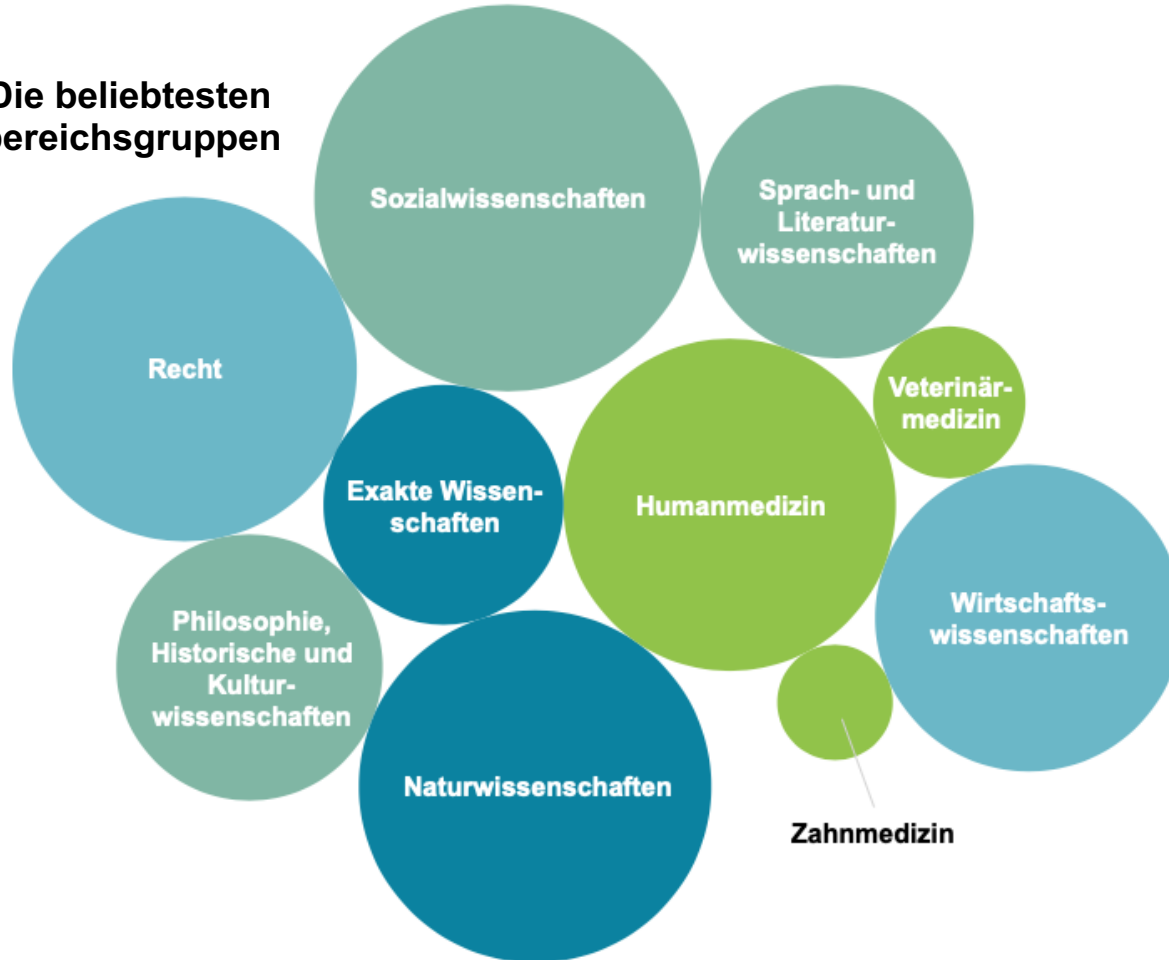 Die beliebtesten
bereichsgruppen
Sozialwissenschaften
Sprach- und
Literatur-
wissenschaften
Recht
Veterinär-
medizin
Exakte Wissen-
schaften
Humanmedizin
Philosophie,
Historische und
Kultur-
wissenschaften
Wirtschafts-
wissenschaften
Naturwissenschaften
Zahnmedizin